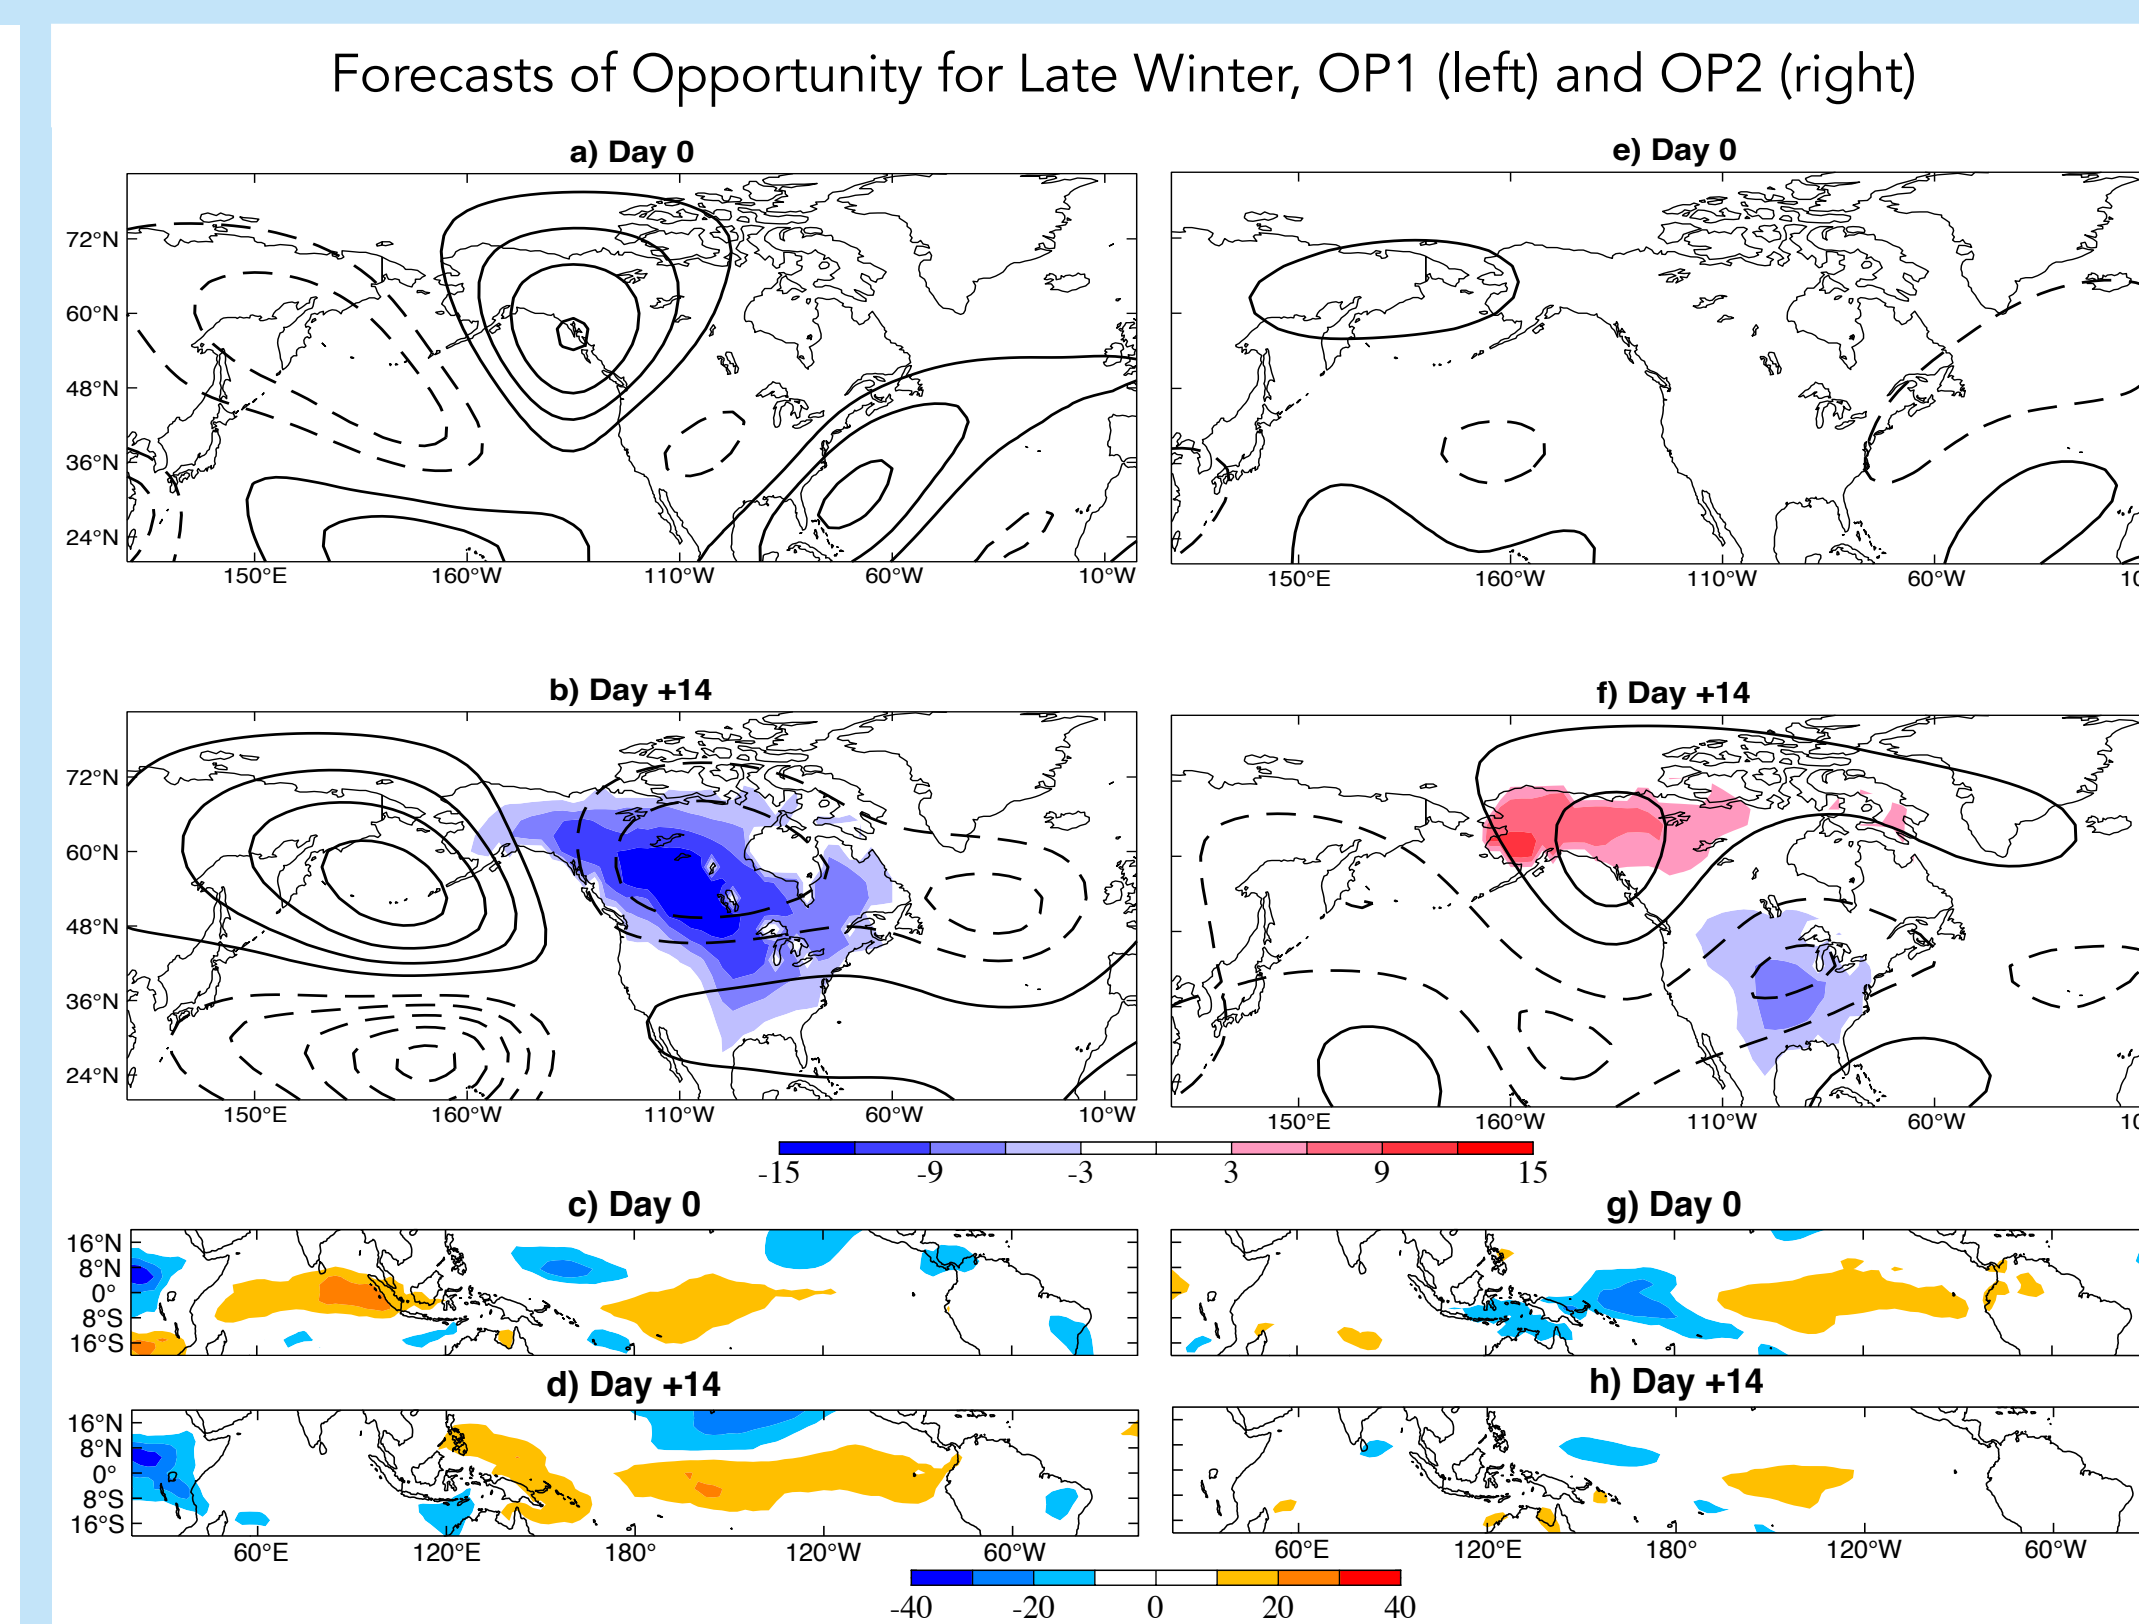 Forecasts of Opportunity for Late Winter, OP1 (left) and OP2 (right)
a) Day 0
72°N
60°N
48°N
36°N
24°N
150°E 160°W 110°W 60°W 10°W
e) Day 0
150°E 160°W 110°W 60°W
b) Day +14
72°N
60°N
48°N
36°N
24°N
150°E 160°W 110°W 60°W 10°W
f) Day +14
150°E 160°W 110°W 60°W
-15 -9 -3 3 9 15
c) Day 0
16°N
8°N
0°
8°S
16°S
g) Day 0
d) Day +14
16°N
8°N
0°
8°S
16°S
60°E 120°E 180° 120°W 60°W
h) Day +14
60°E 120°E 180° 120°W 60°W
-40 -20 0 20 40